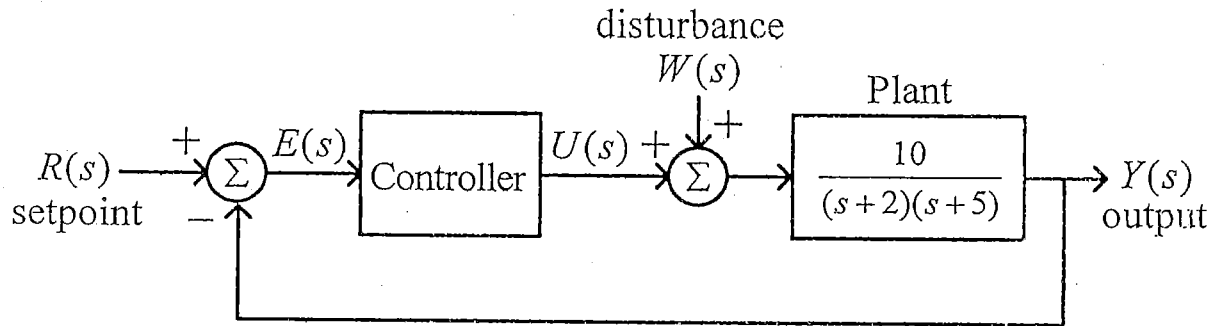 disturbance
W(s)
Plant
+
+
E(s)
U(s)
+
R(s)
Σ
Controller
Σ
10
(s+2)(s+5)
Y(s)
setpoint
−
output